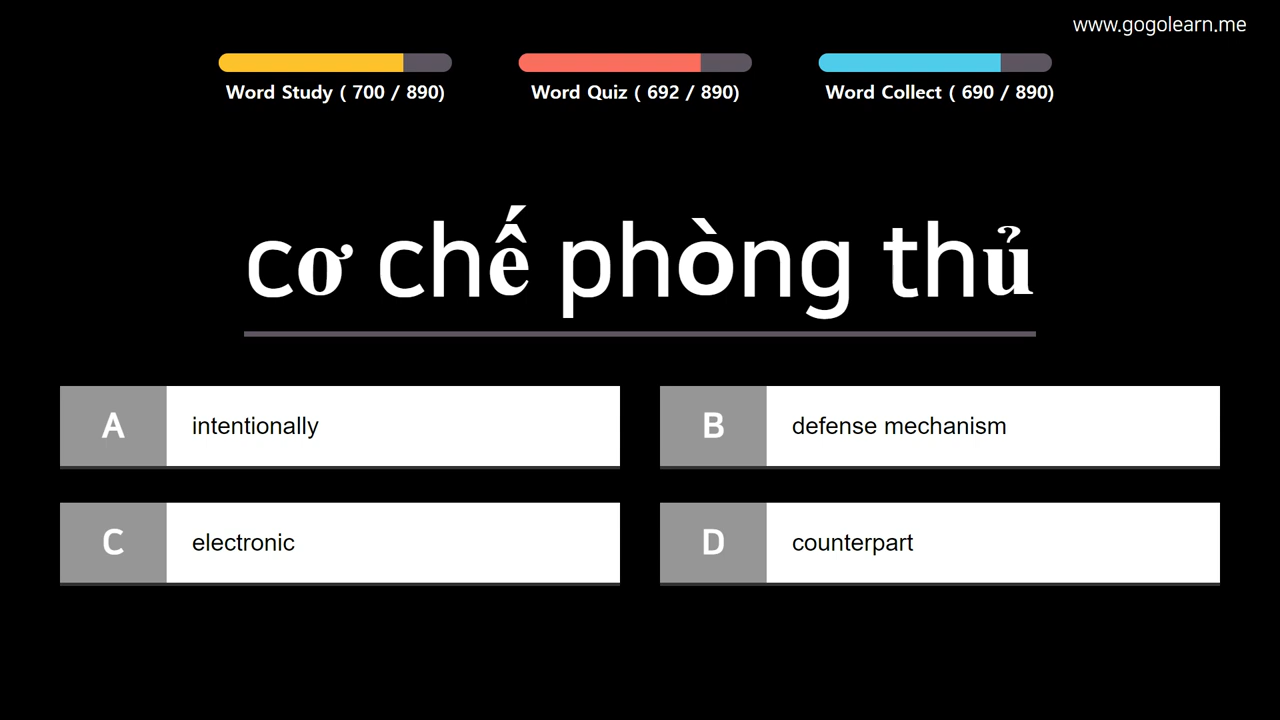 www.gogolearn.me
Word Study ( 700 / 890)
Word Quiz ( 692 / 890)
Word Collect ( 690 / 890)
cơ chế phòng thủ
A intentionally
B defense mechanism
C electronic
D counterpart